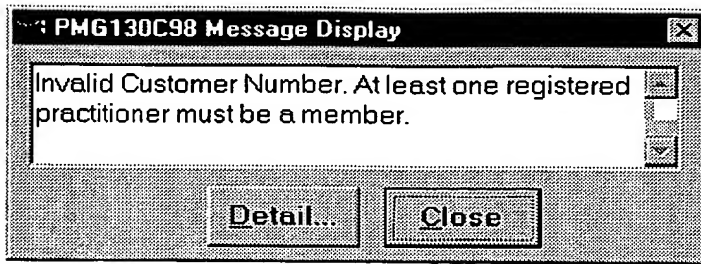 PMG130C98 Message Display
Invalid Customer Number. At least one registered
practitioner must be a member.
Detail...
Close